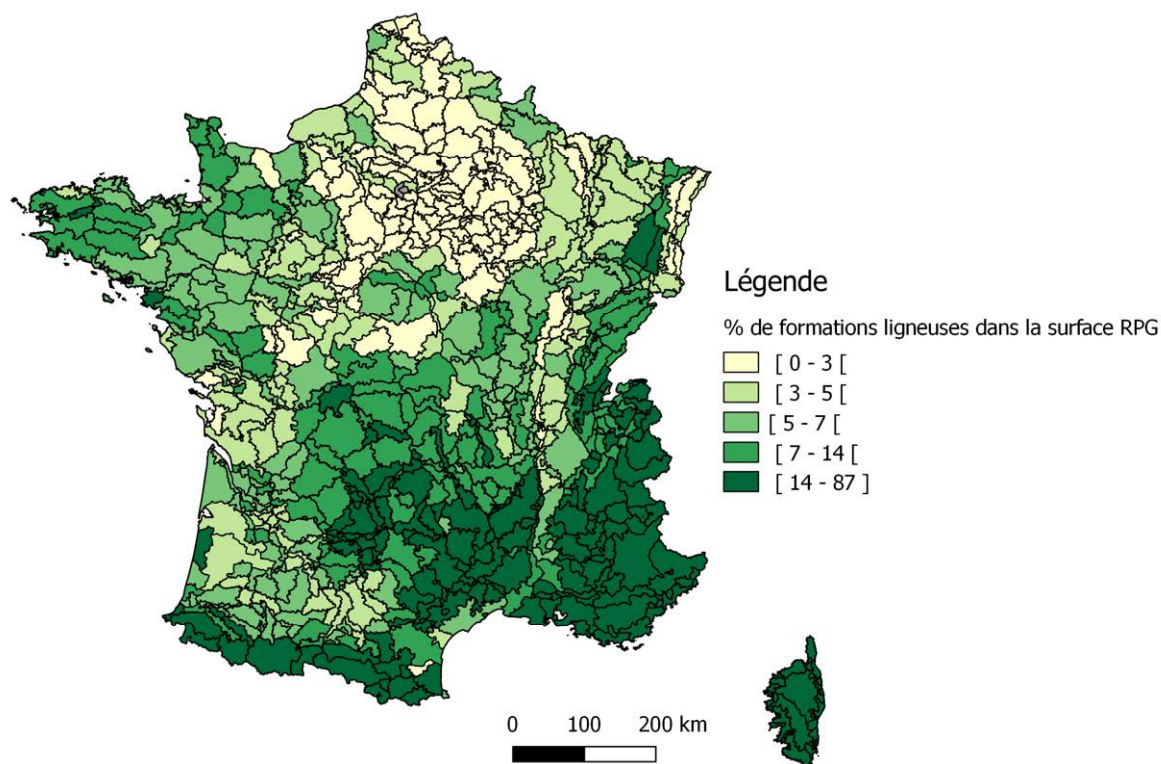 Légende
% de formations ligneuses dans la surface RPG
[ 0 - 3 [
[ 3 - 5 [
[ 5 - 7 [
[ 7 - 14 [
[ 14 - 87 ]
0 100 200 km